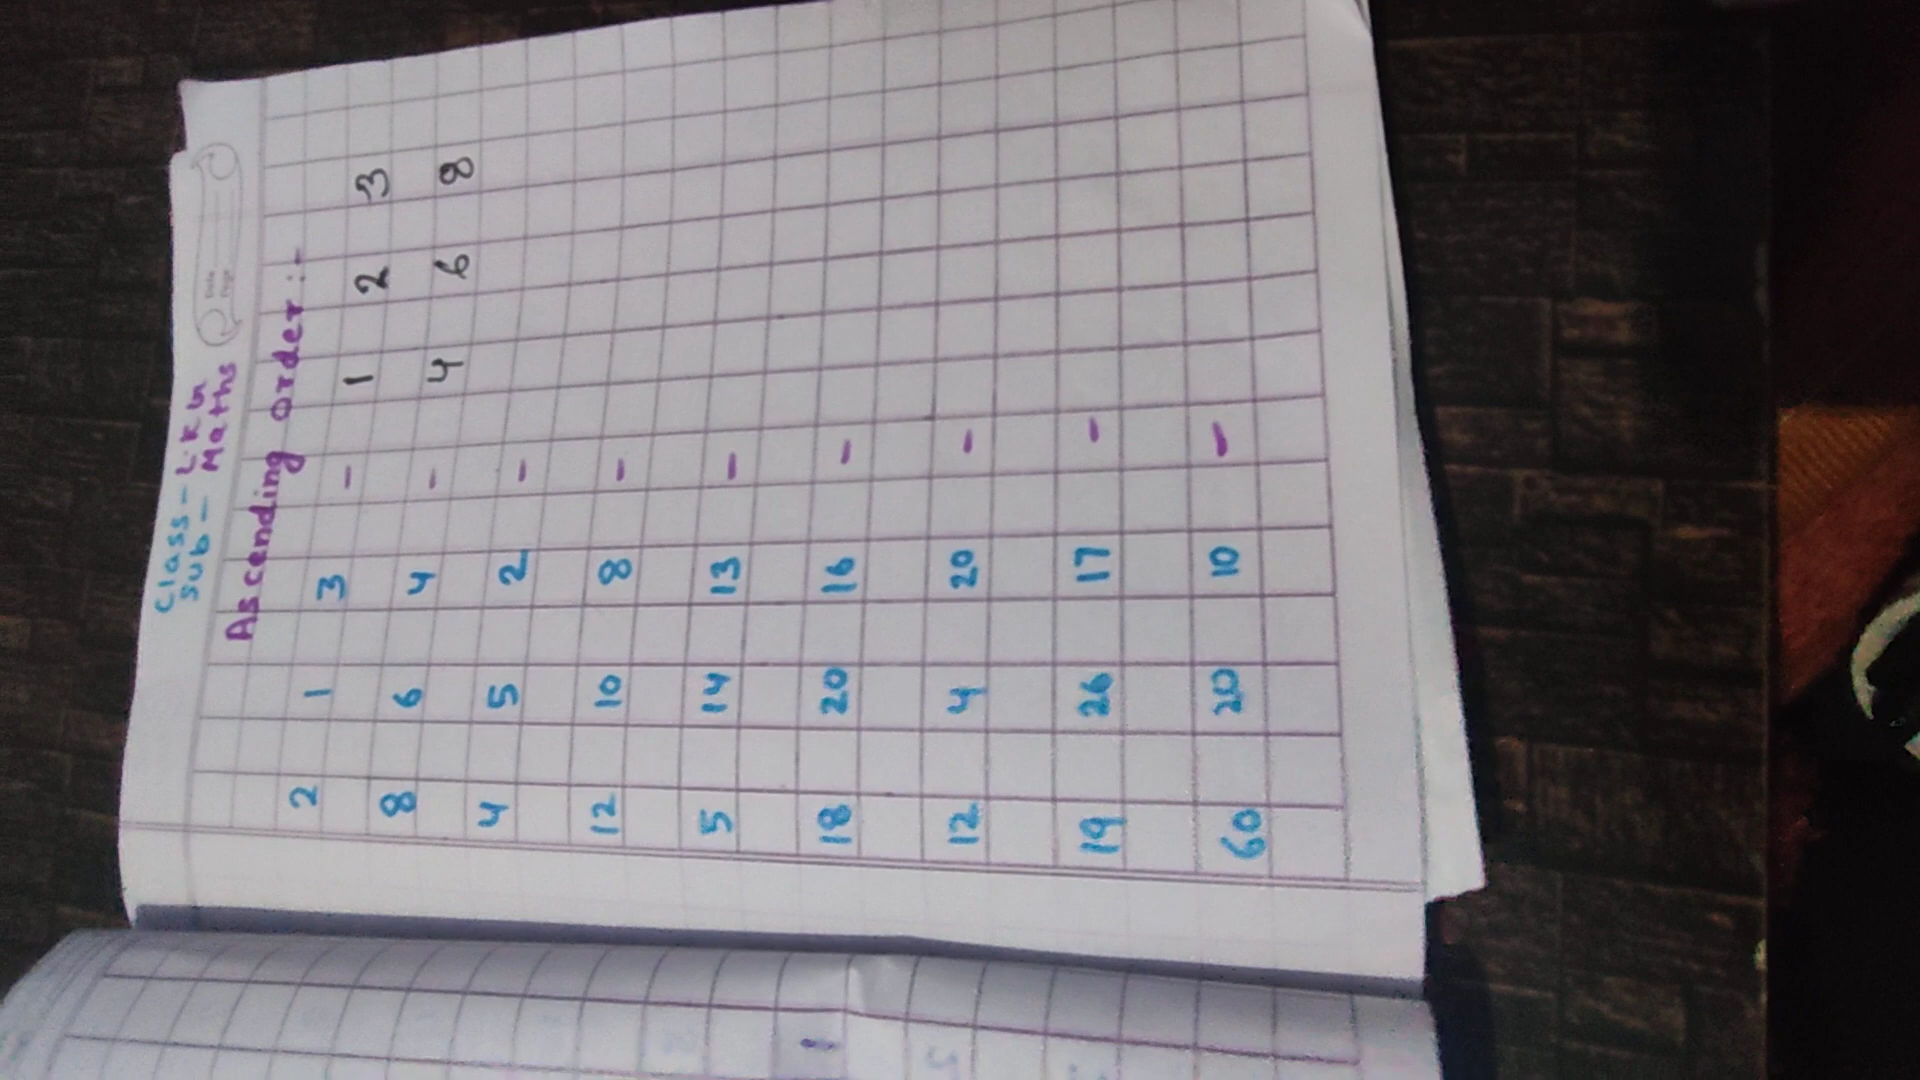 Class - L.K.G
Sub - Maths
Ascending order :-
2 1 3 - 1 2 3
8 6 4 - 4 6 8
4 5 2 -
12 10 8 -
5 14 13 -
18 20 16 -
12 4 20 -
19 26 17 -
60 20 10 -